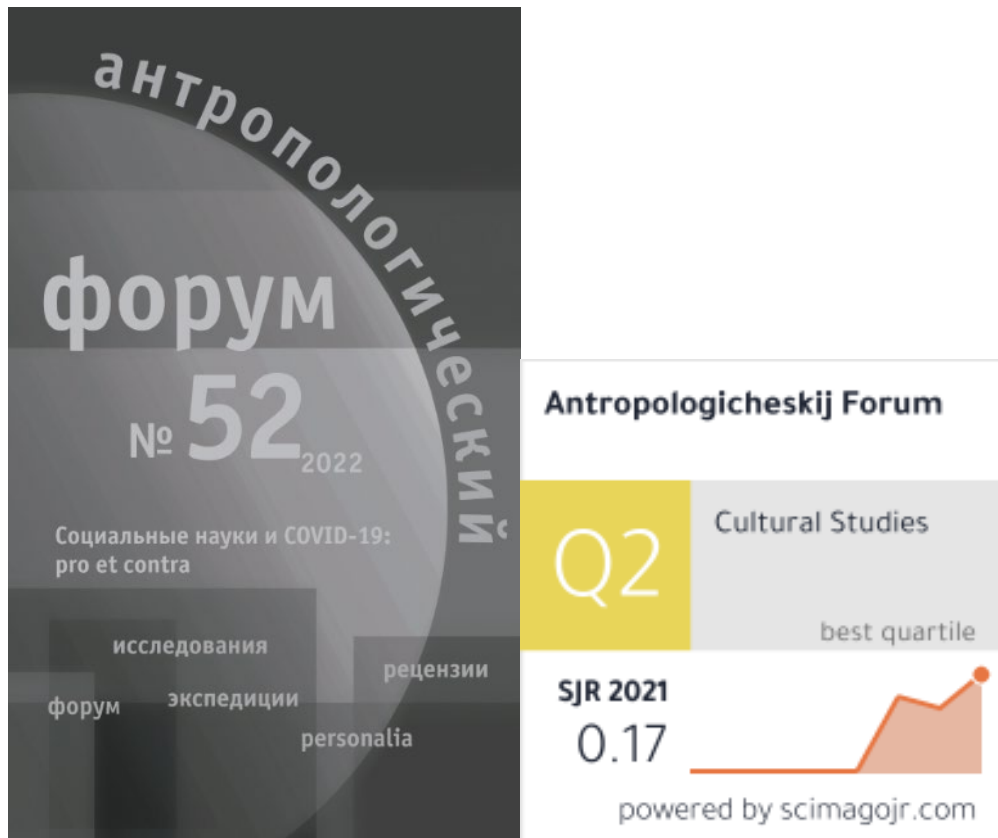 антропологический
форум
№ 52 2022
Социальные науки и COVID-19:
pro et contra
исследования
рецензии
экспедиции
форум
personalia
Antropologicheskij Forum
Q2
Cultural Studies
best quartile
SJR 2021
0.17
powered by scimagojr.com